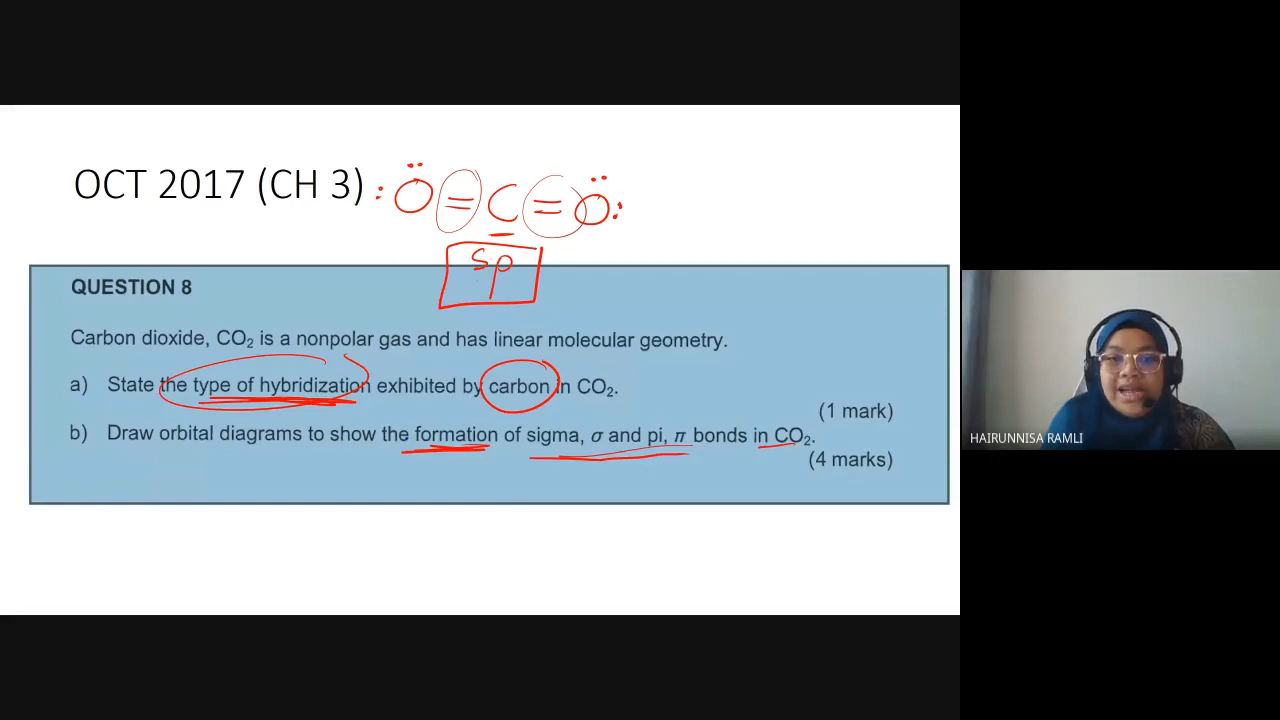 OCT 2017 (CH 3)
:Ö=C=Ö:
sp
QUESTION 8
Carbon dioxide, CO₂ is a nonpolar gas and has linear molecular geometry.
a) State the type of hybridization exhibited by carbon in CO₂.
(1 mark)
b) Draw orbital diagrams to show the formation of sigma, σ and pi, π bonds in CO₂.
(4 marks)
HAIRUNNISA RAMLI